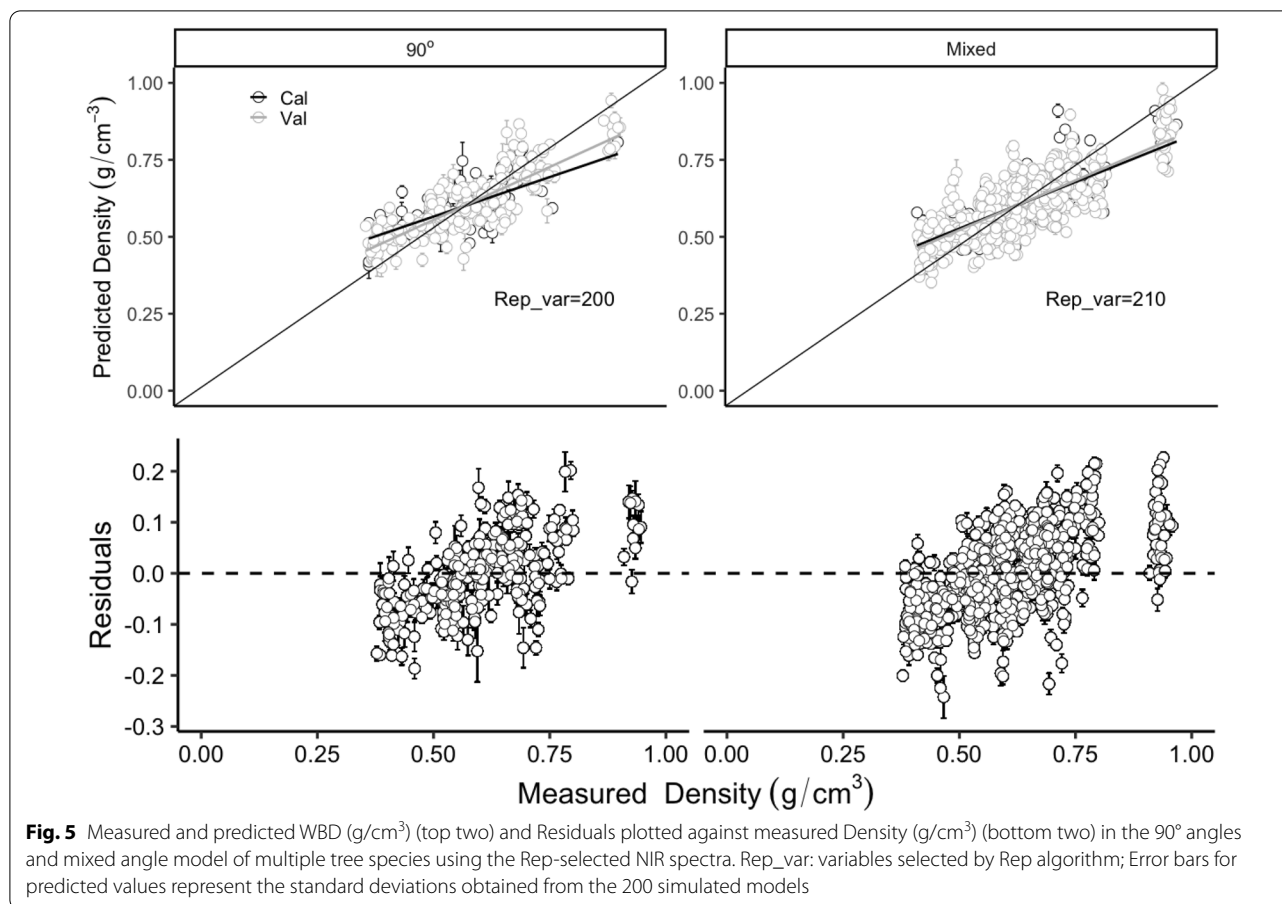 90°
Mixed
Predicted Density (g/cm⁻³)
1.00
0.75
0.50
0.25
0.00
Cal
Val
Rep_var=200
1.00
0.75
0.50
0.25
0.00
Rep_var=210
Residuals
0.2
0.1
0.0
-0.1
-0.2
-0.3
0.00 0.25 0.50 0.75 1.00
0.00 0.25 0.50 0.75 1.00
Measured Density (g/cm³)
Fig. 5 Measured and predicted WBD (g/cm³) (top two) and Residuals plotted against measured Density (g/cm³) (bottom two) in the 90° angles
and mixed angle model of multiple tree species using the Rep-selected NIR spectra. Rep_var: variables selected by Rep algorithm; Error bars for
predicted values represent the standard deviations obtained from the 200 simulated models